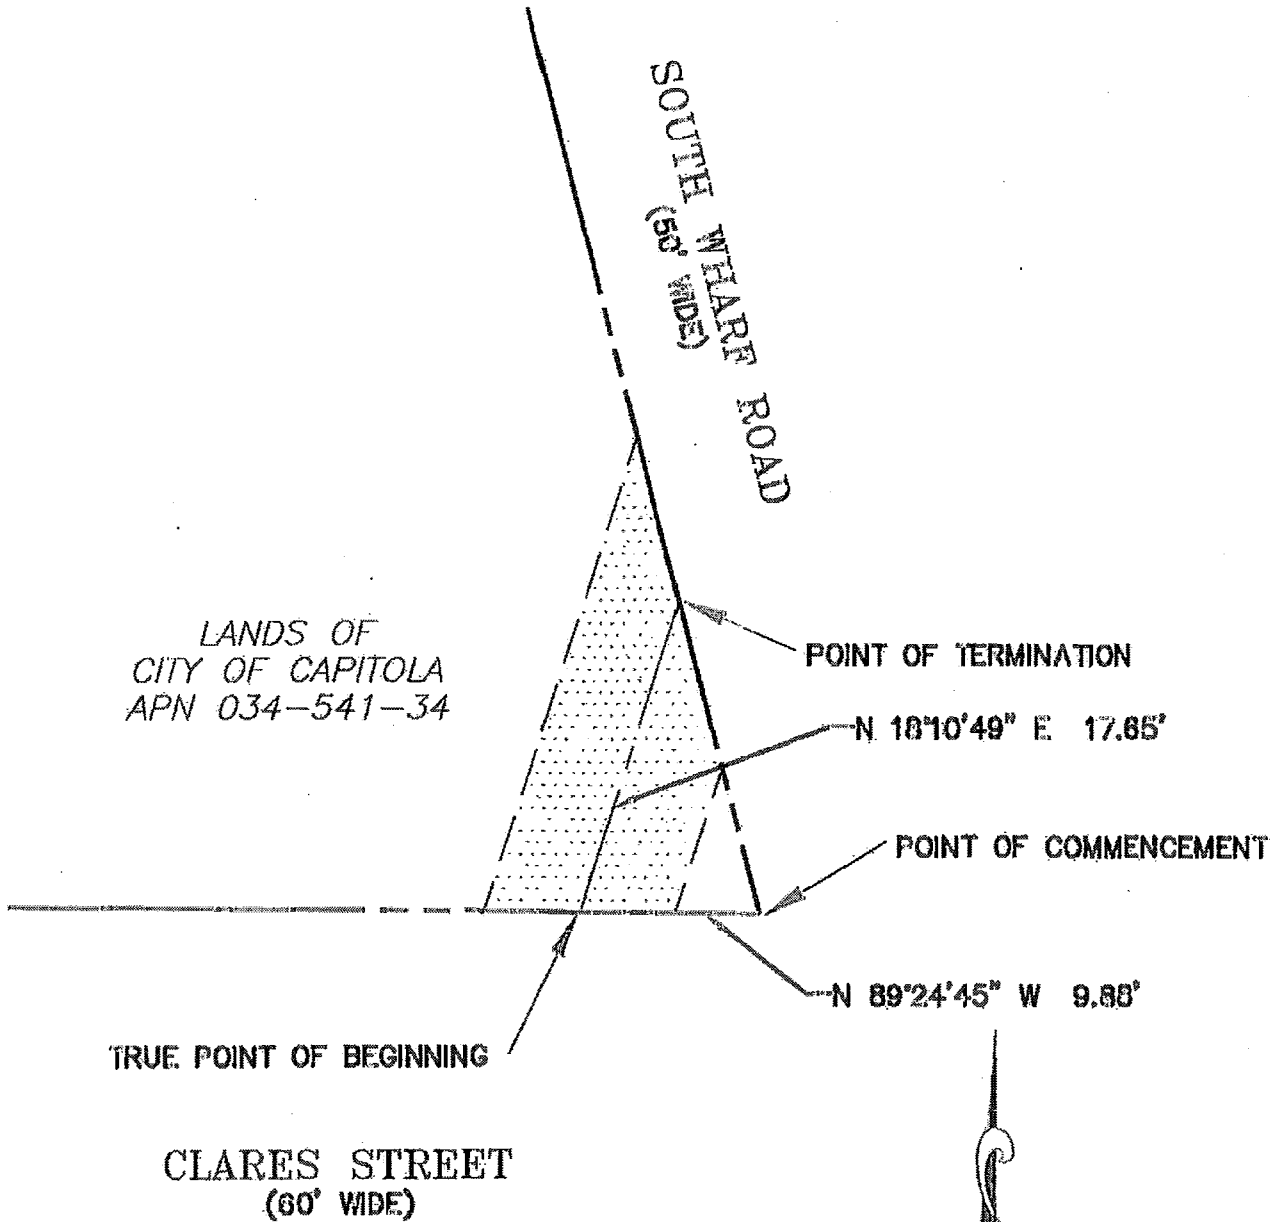 SOUTH WHARF ROAD
(50' WIDE)
LANDS OF
CITY OF CAPITOLA
APN 034-541-34
POINT OF TERMINATION
N 18°10'49" E 17.65'
POINT OF COMMENCEMENT
N 89°24'45" W 9.88'
TRUE POINT OF BEGINNING
CLARES STREET
(60' WIDE)